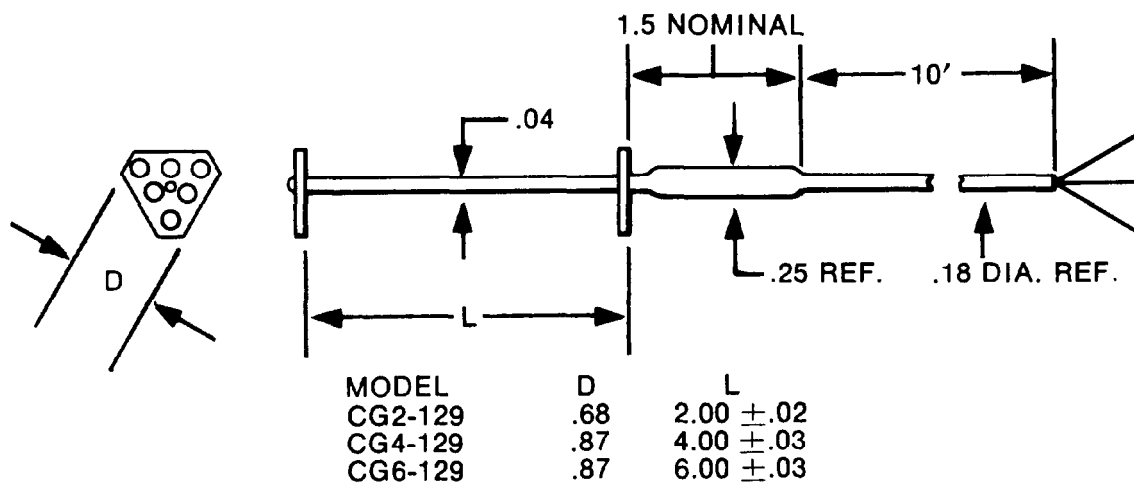 1.5 NOMINAL
10'
.04
D
.25 REF.
.18 DIA. REF.
L
MODEL D L
CG2-129 .68 2.00 ±.02
CG4-129 .87 4.00 ±.03
CG6-129 .87 6.00 ±.03